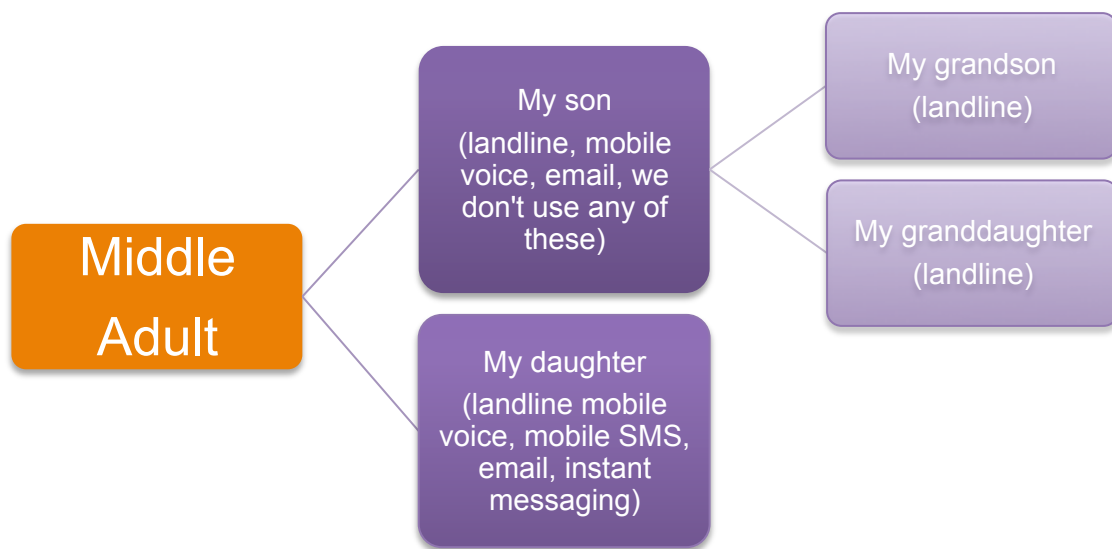 Middle
Adult
My son
(landline, mobile
voice, email, we
don't use any of
these)
My daughter
(landline mobile
voice, mobile SMS,
email, instant
messaging)
My grandson
(landline)
My granddaughter
(landline)